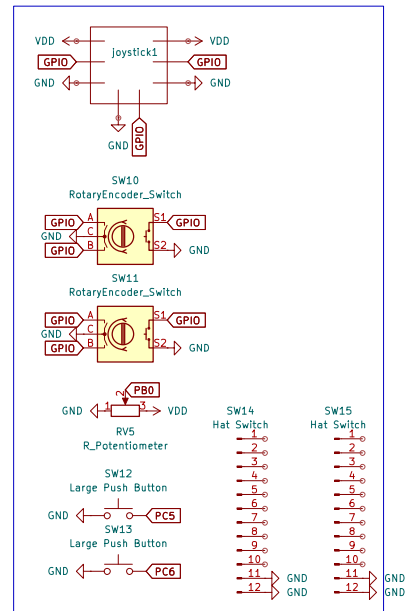 VDD VDD
joystick1
GPIO GPIO
GND GND
GND GPIO
SW10
RotaryEncoder_Switch
GPIO A S1 GPIO
GND C
GPIO B S2 GND
SW11
RotaryEncoder_Switch
GPIO A S1 GPIO
GND C
GPIO B S2 GND
2 PB0
GND 1 3 VDD
RV5
R_Potentiometer
SW12
Large Push Button
GND PC5
SW13
Large Push Button
GND PC6
SW14
Hat Switch
1
2
3
4
5
6
7
8
9
10
11 GND
12 GND
SW15
Hat Switch
1
2
3
4
5
6
7
8
9
10
11 GND
12 GND